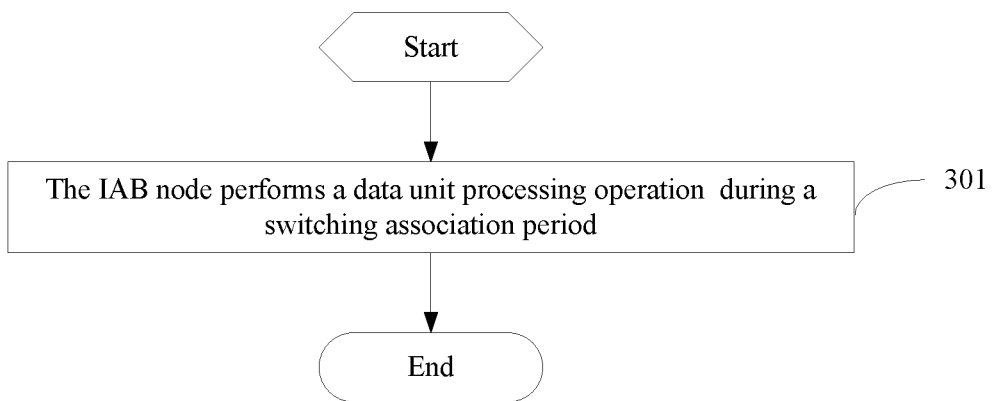 Start
The IAB node performs a data unit processing operation during a
switching association period
301
End